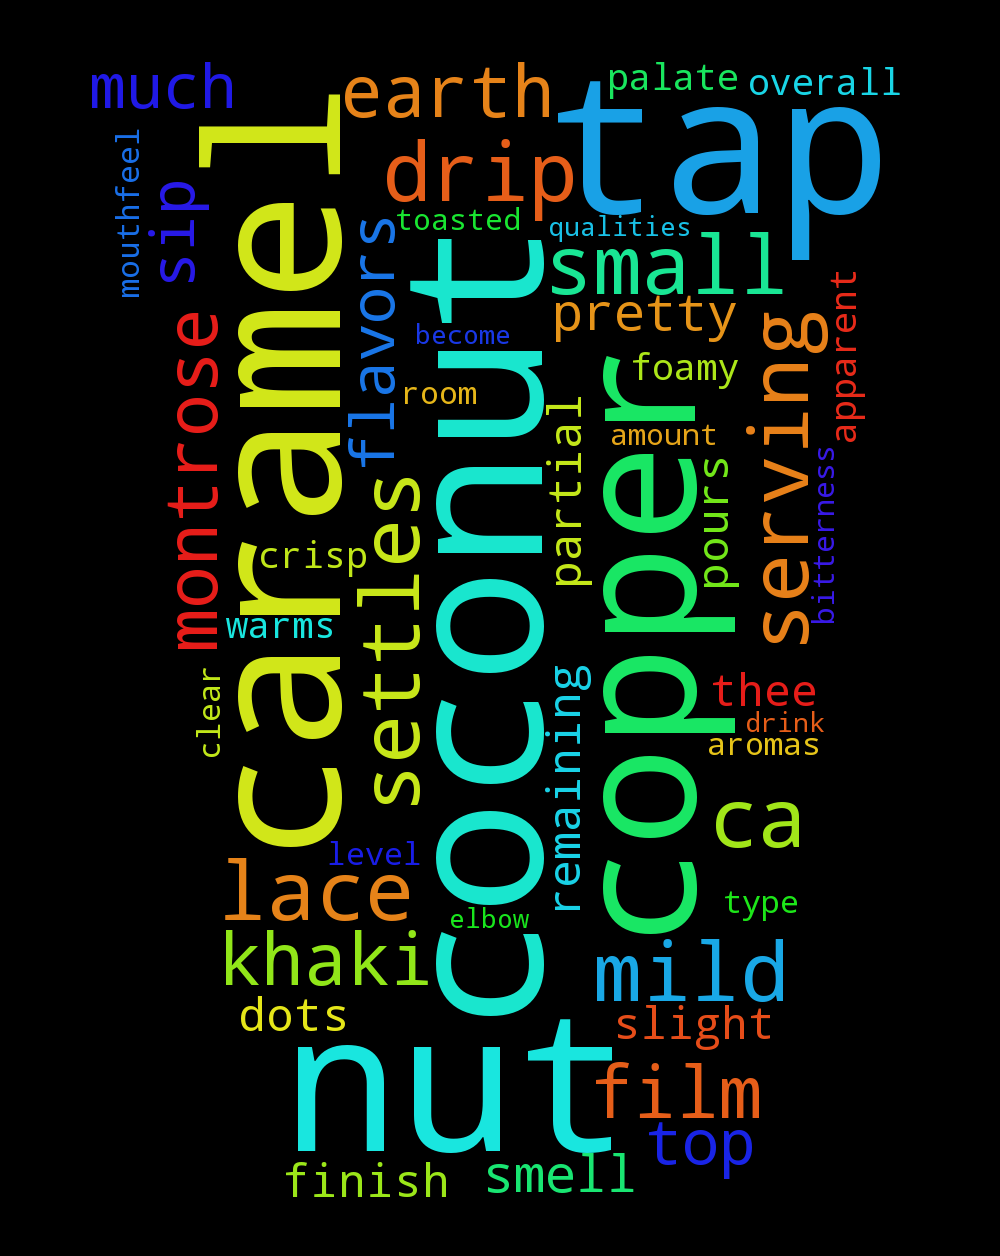 much
earth
palate
overall
tap
caramel
mouthfeel
sip
drip
toasted
qualities
flavors
coconut
small
pretty
become
room
foamy
apparent
montrose
serving
copper
amount
partial
pours
bitterness
settles
crisp
warms
clear
remaining
thee
drink
aromas
ca
level
lace
elbow
type
khaki
mild
dots
slight
nut
film
top
finish
smell